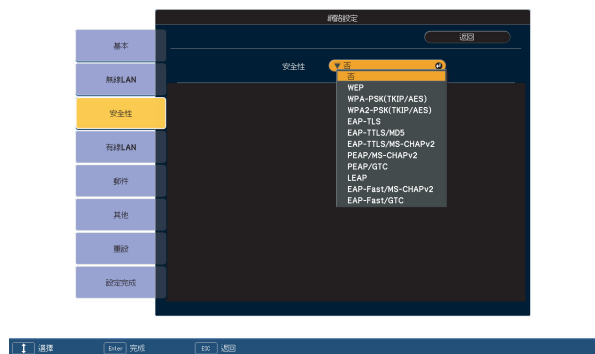 網路設定
返回
基本
無線LAN
安全性
有線LAN
郵件
其他
重設
設定完成
安全性
否
否
WEP
WPA-PSK(TKIP/AES)
WPA2-PSK(TKIP/AES)
EAP-TLS
EAP-TTLS/MD5
EAP-TTLS/MS-CHAPv2
PEAP/MS-CHAPv2
PEAP/GTC
LEAP
EAP-Fast/MS-CHAPv2
EAP-Fast/GTC
選擇 Enter 完成 ESC 返回